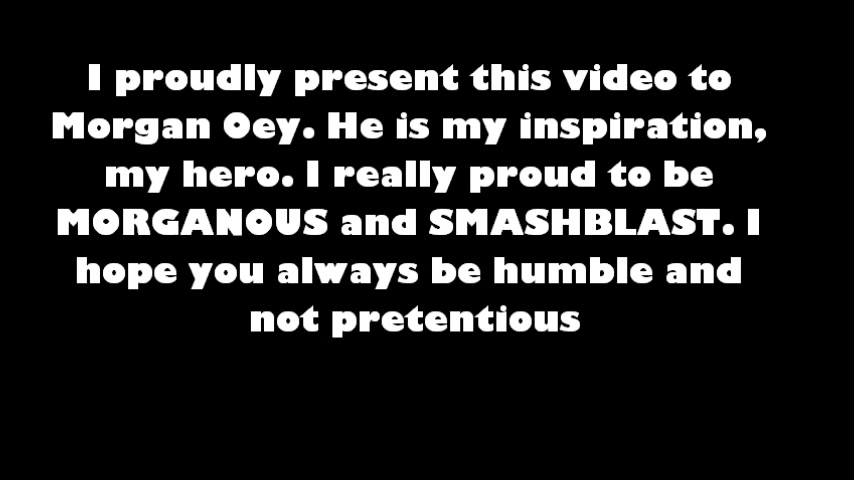 I proudly present this video to
Morgan Oey. He is my inspiration,
my hero. I really proud to be
MORGANOUS and SMASHBLAST. I
hope you always be humble and
not pretentious